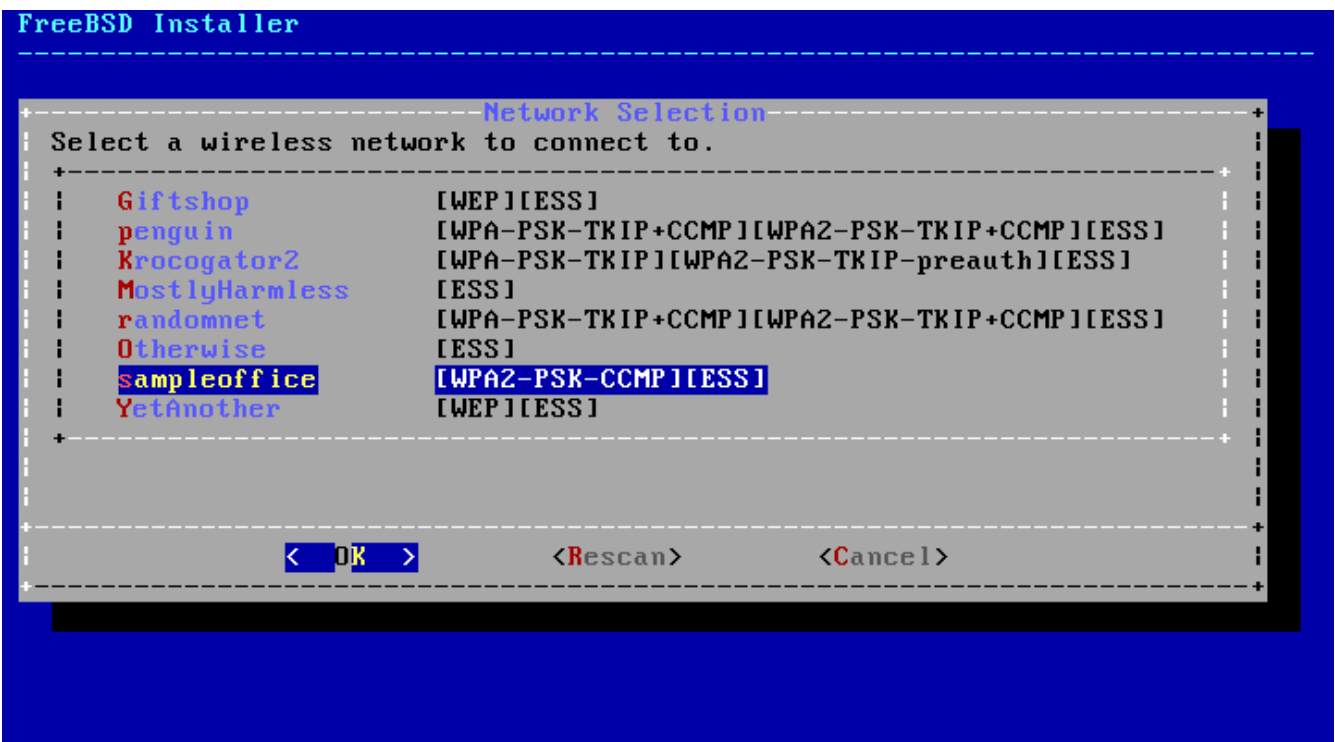 FreeBSD Installer
Network Selection
Select a wireless network to connect to.
Giftshop [WEP][ESS]
penguin [WPA-PSK-TKIP+CCMP][WPA2-PSK-TKIP+CCMP][ESS]
Krocogator2 [WPA-PSK-TKIP][WPA2-PSK-TKIP-preauth][ESS]
MostlyHarmless [ESS]
randomnet [WPA-PSK-TKIP+CCMP][WPA2-PSK-TKIP+CCMP][ESS]
Otherwise [ESS]
sampleoffice [WPA2-PSK-CCMP][ESS]
YetAnother [WEP][ESS]
< OK > <Rescan> <Cancel>